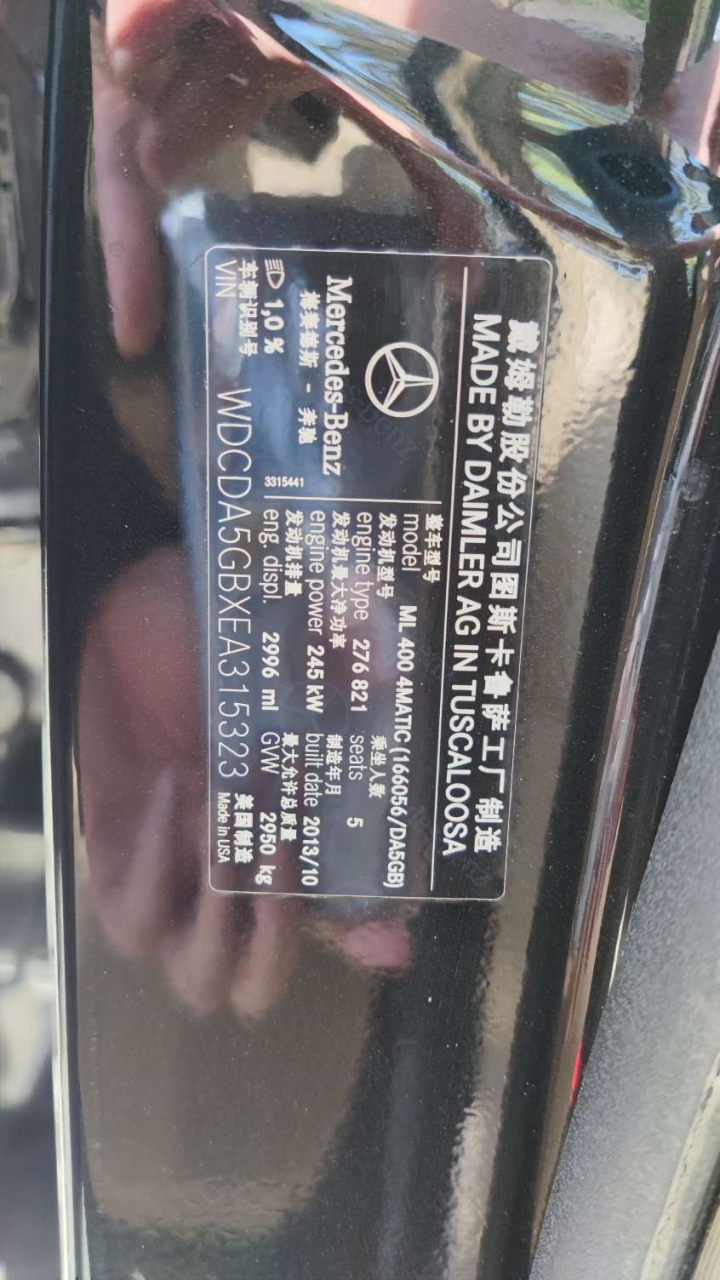 戴姆勒股份公司图斯卡鲁萨工厂制造
MADE BY DAIMLER AG IN TUSCALOOSA
Mercedes-Benz
梅赛德斯 - 奔驰
1,0 %
3315441
整车型号
model ML 400 4MATIC (166056/DA5GB)
发动机型号 乘坐人数
engine type 276 821 seats 5
发动机最大净功率 制造年月
engine power 245 kW built date 2013/10
发动机排量 最大允许总质量
eng. displ. 2996 ml GVW 2950 kg
车辆识别号 美国制造
VIN WDCDA5GBXEA315323 Made in USA